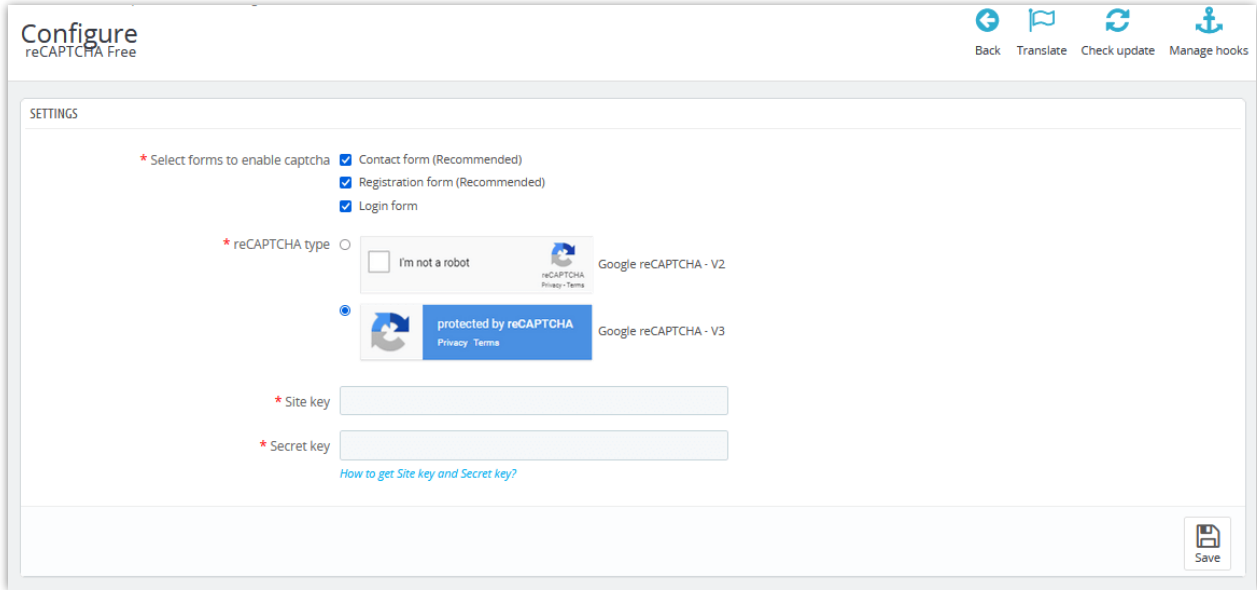 Configure
reCAPTCHA Free
Back Translate Check update Manage hooks
SETTINGS
* Select forms to enable captcha
Contact form (Recommended)
Registration form (Recommended)
Login form
* reCAPTCHA type
I'm not a robot
reCAPTCHA
Privacy - Terms
Google reCAPTCHA - V2
protected by reCAPTCHA
Privacy Terms
Google reCAPTCHA - V3
* Site key
* Secret key
How to get Site key and Secret key?
Save